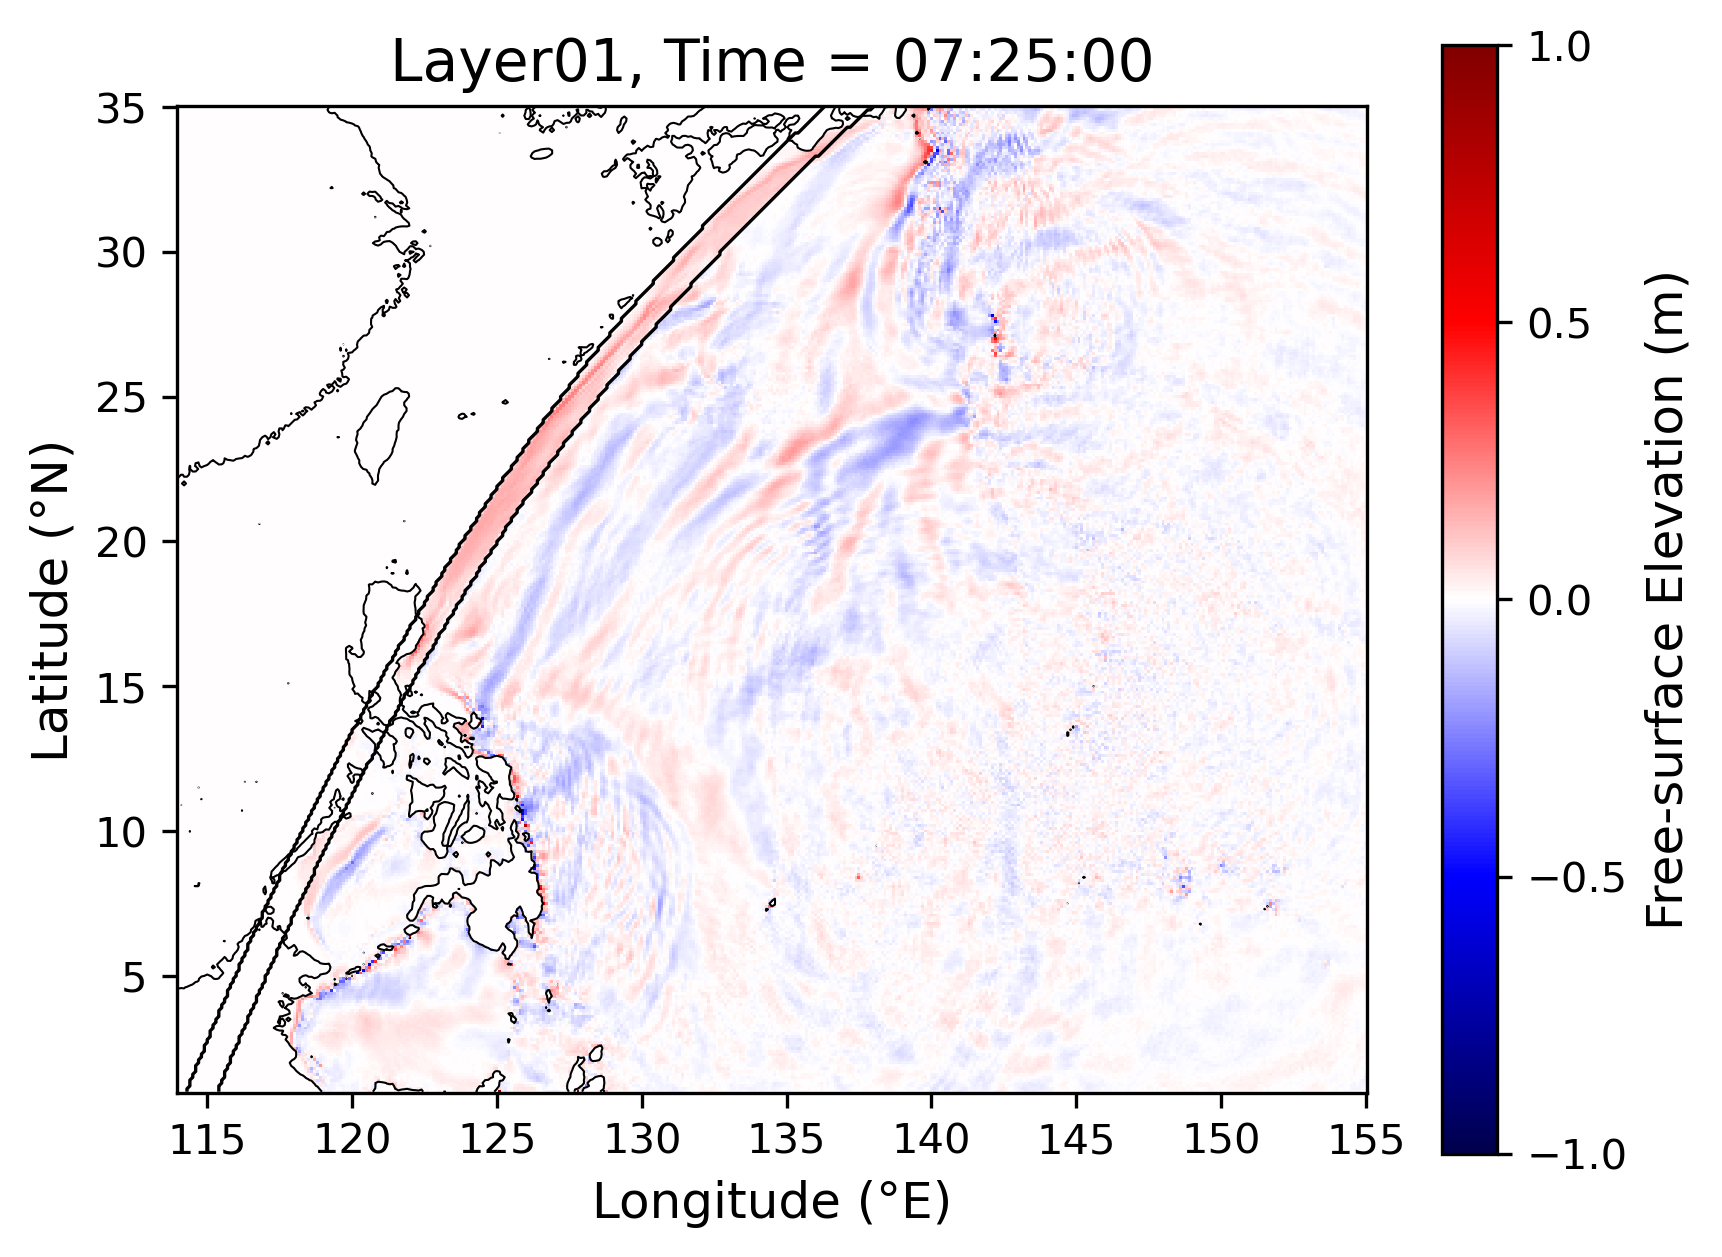 Layer01, Time = 07:25:00
35
30
25
20
15
10
5
Latitude (°N)
115 120 125 130 135 140 145 150 155
Longitude (°E)
1.0
0.5
0.0
−0.5
−1.0
Free-surface Elevation (m)